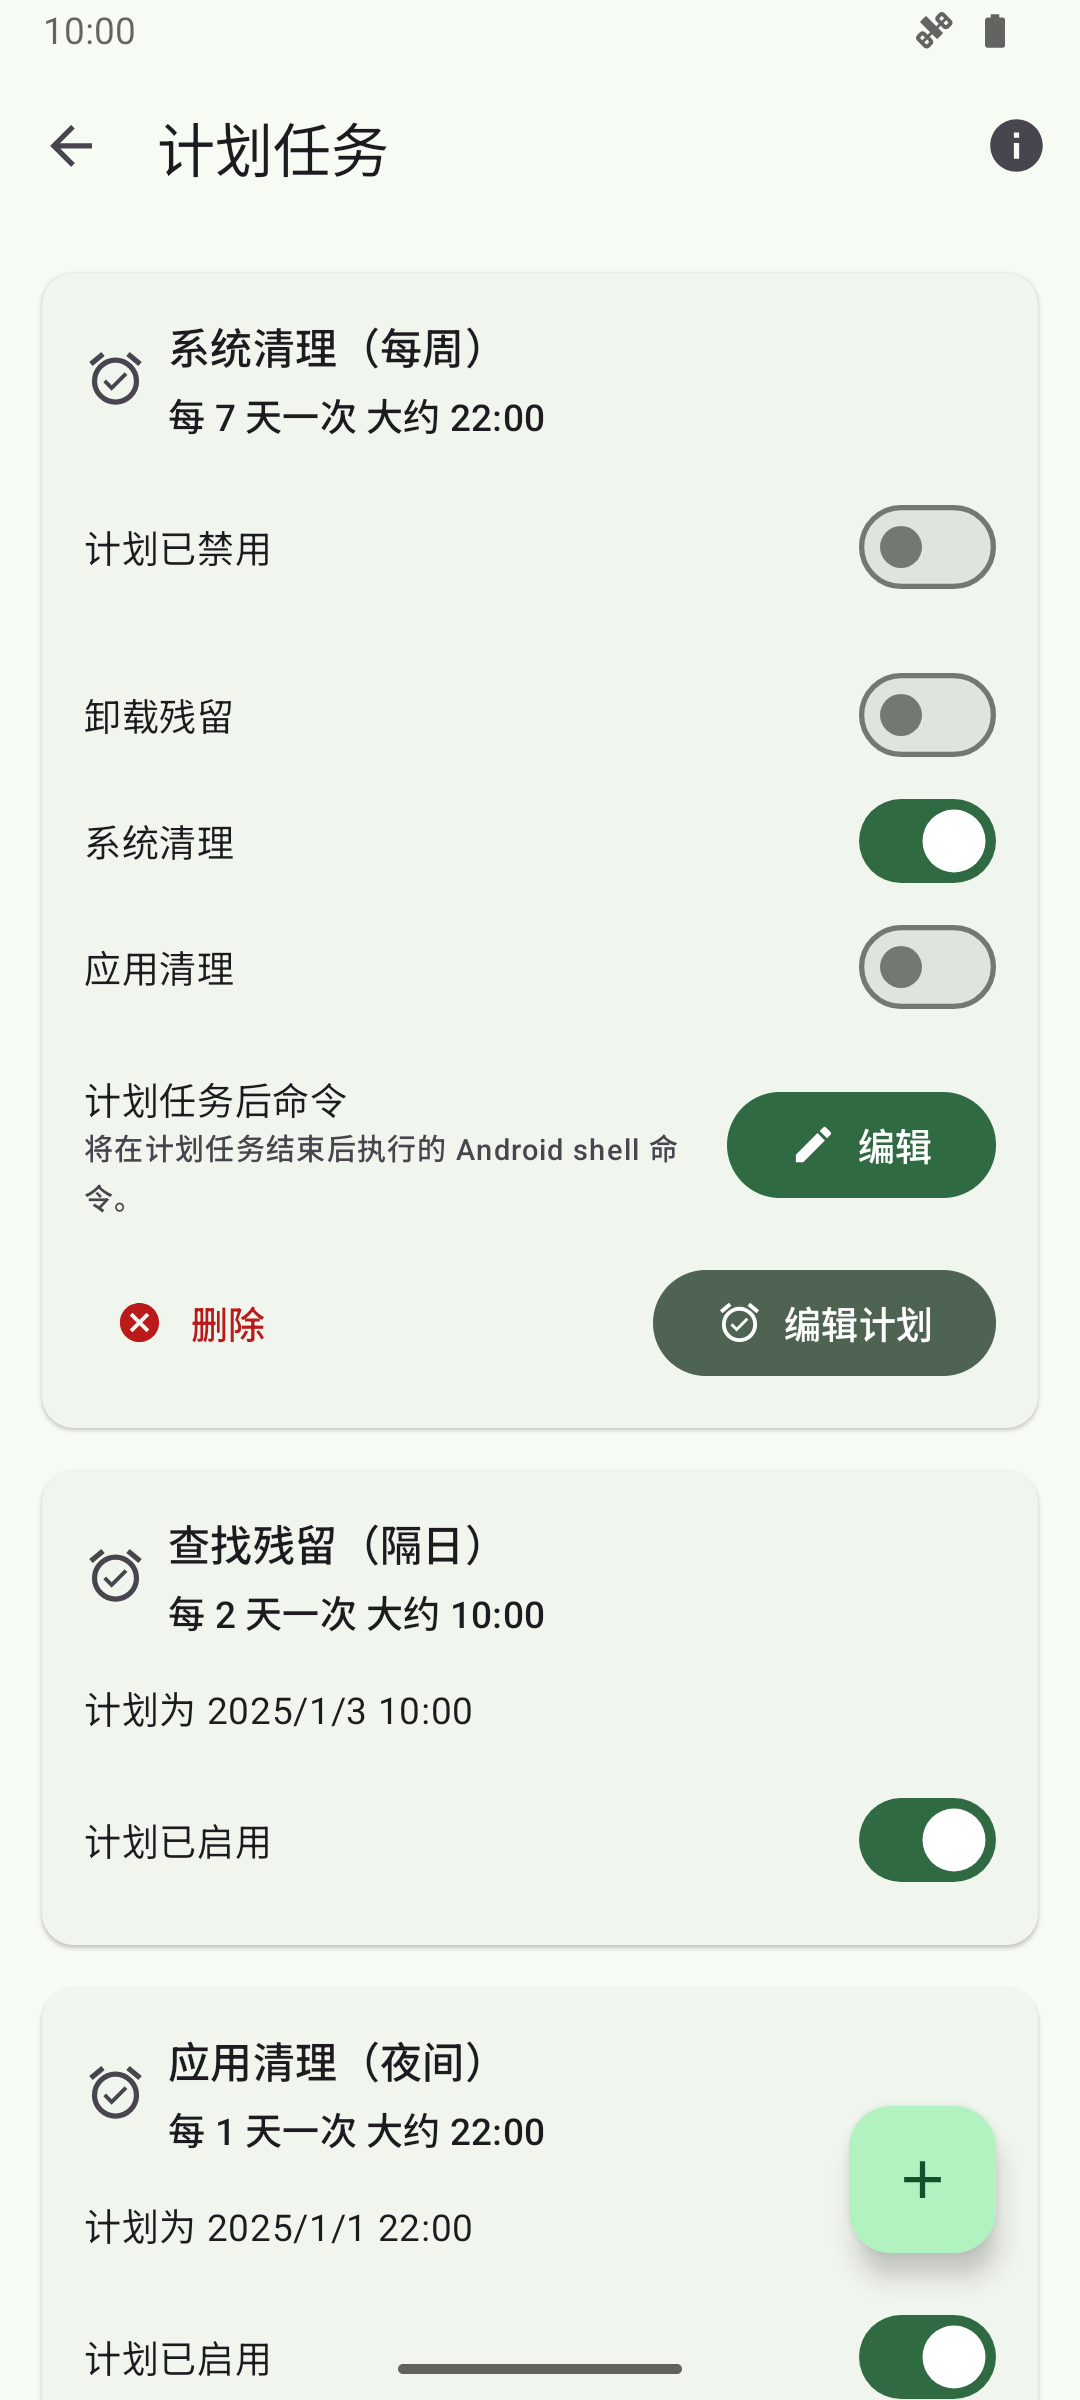 10:00
计划任务
系统清理（每周）
每 7 天一次 大约 22:00
计划已禁用
卸载残留
系统清理
应用清理
计划任务后命令
将在计划任务结束后执行的 Android shell 命
令。
编辑
删除
编辑计划
查找残留（隔日）
每 2 天一次 大约 10:00
计划为 2025/1/3 10:00
计划已启用
应用清理（夜间）
每 1 天一次 大约 22:00
计划为 2025/1/1 22:00
计划已启用